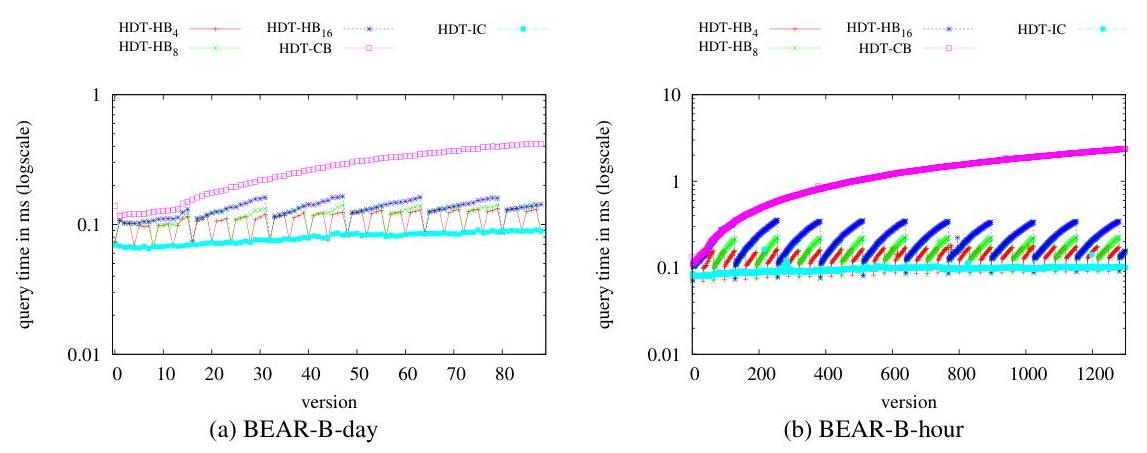 HDT-HB4 HDT-HB16 HDT-IC
HDT-HB8 HDT-CB
query time in ms (logscale)
1
0.1
0.01
0 10 20 30 40 50 60 70 80
version
(a) BEAR-B-day
HDT-HB4 HDT-HB16 HDT-IC
HDT-HB8 HDT-CB
query time in ms (logscale)
10
1
0.1
0.01
0 200 400 600 800 1000 1200
version
(b) BEAR-B-hour